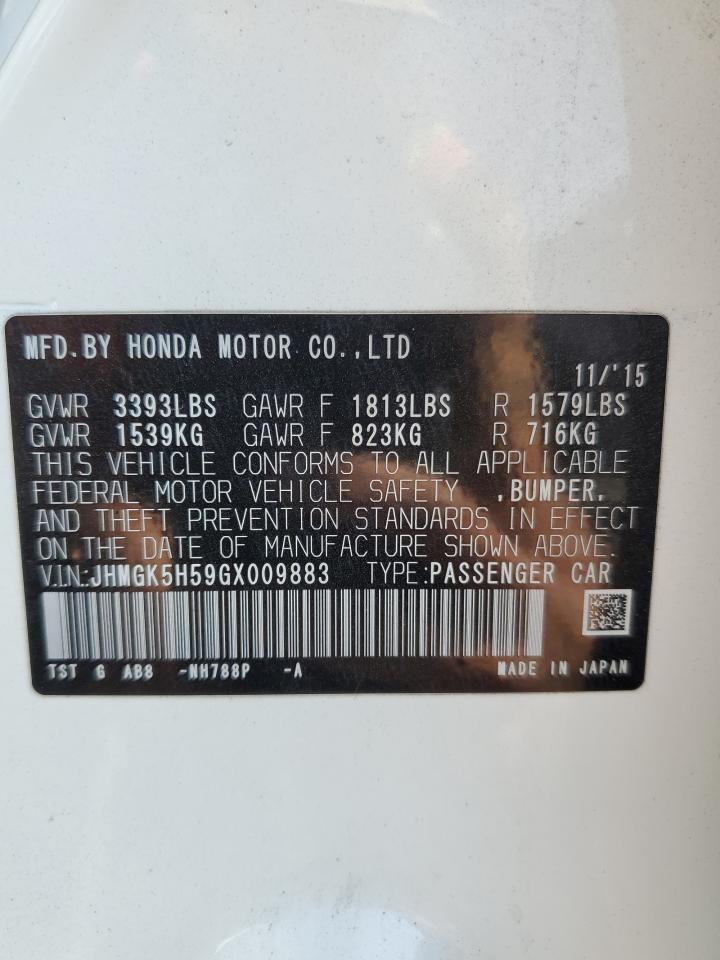 MFD.BY HONDA MOTOR CO.,LTD
11/'15
GVWR 3393LBS GAWR F 1813LBS R 1579LBS
GVWR 1539KG GAWR F 823KG R 716KG
THIS VEHICLE CONFORMS TO ALL APPLICABLE
FEDERAL MOTOR VEHICLE SAFETY ,BUMPER,
AND THEFT PREVENTION STANDARDS IN EFFECT
ON THE DATE OF MANUFACTURE SHOWN ABOVE.
V.I.N:JHMGK5H59GX009883 TYPE:PASSENGER CAR
TST G AB8 -NH788P -A MADE IN JAPAN